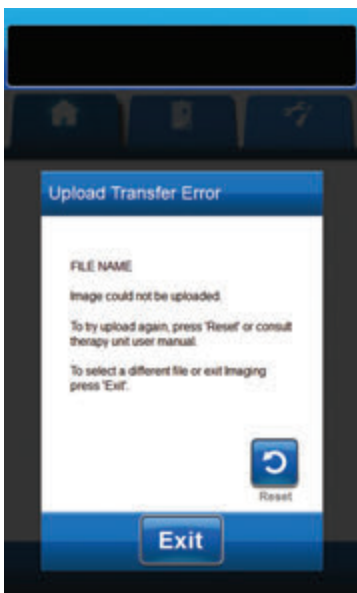 Upload Transfer Error
FILE NAME
Image could not be uploaded.
To try upload again, press 'Reset' or consult
therapy unit user manual.
To select a different file or exit Imaging
press 'Exit'.
Reset
Exit